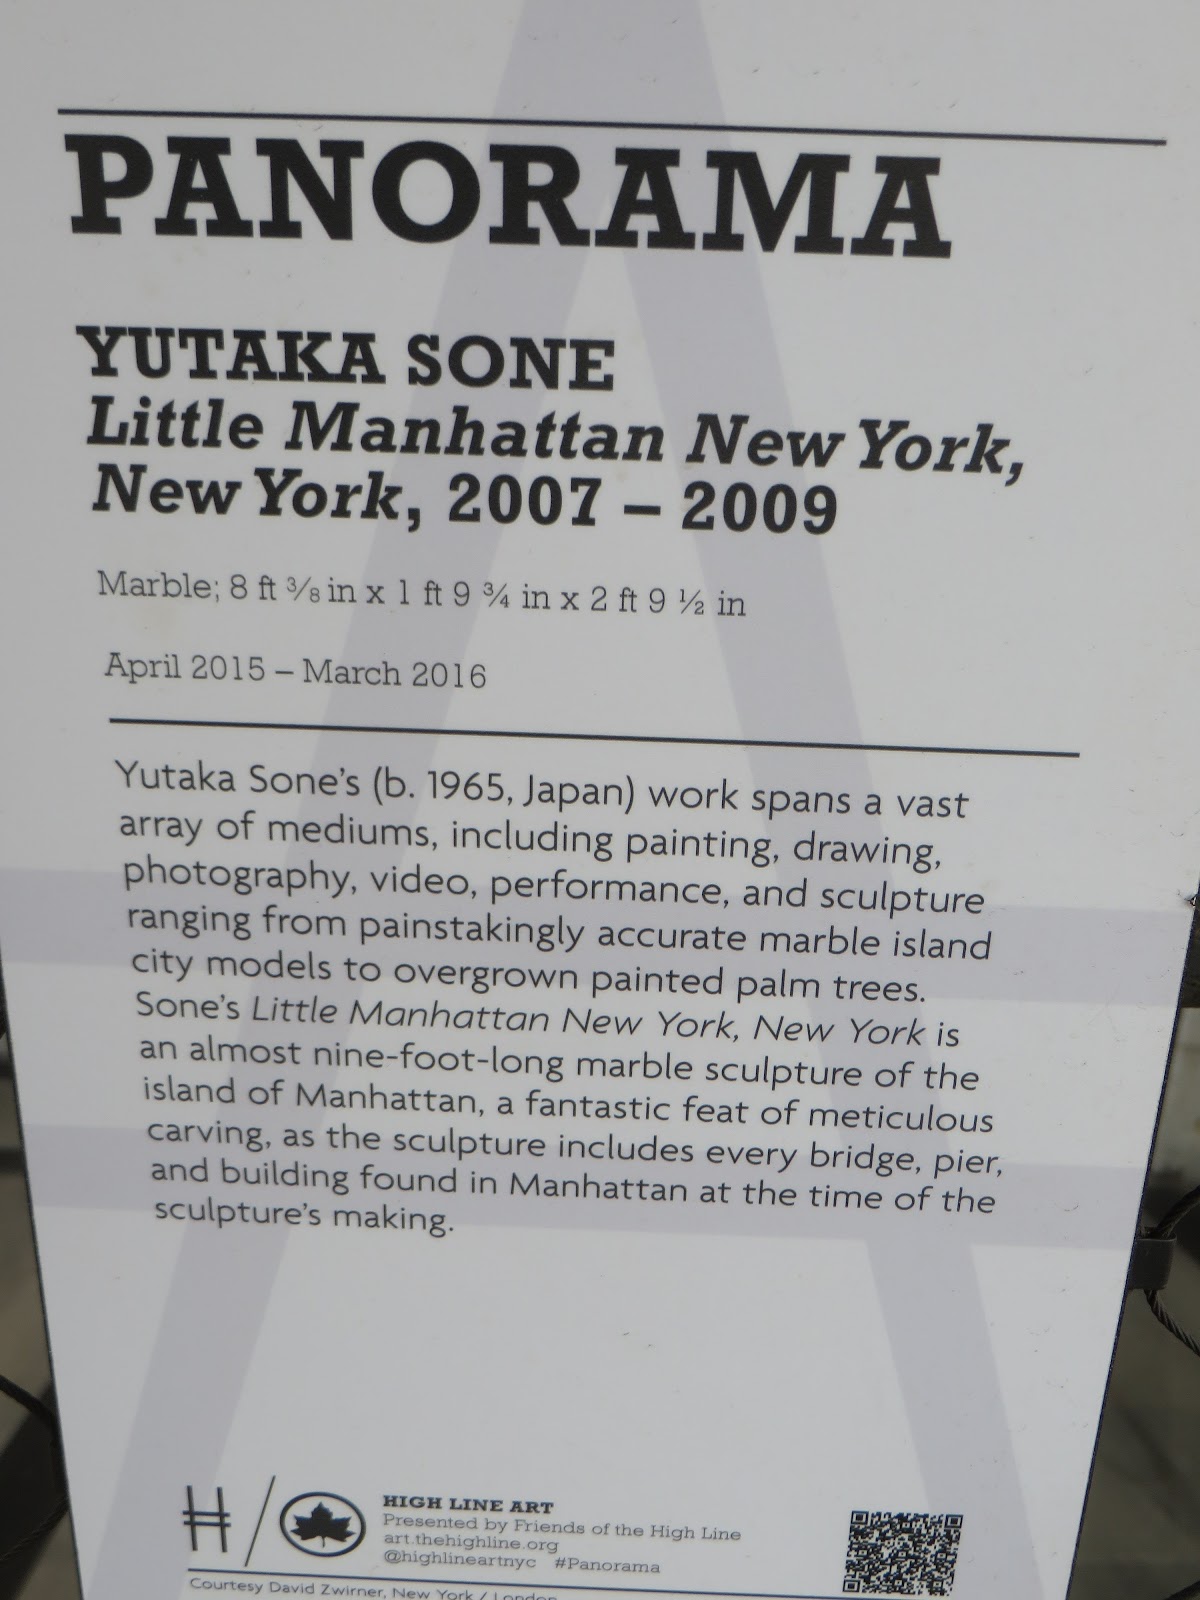 PANORAMA
YUTAKA SONE
Little Manhattan New York,
New York, 2007 – 2009
Marble; 8 ft ⅜ in x 1 ft 9 ¾ in x 2 ft 9 ½ in
April 2015 – March 2016
Yutaka Sone's (b. 1965, Japan) work spans a vast
array of mediums, including painting, drawing,
photography, video, performance, and sculpture
ranging from painstakingly accurate marble island
city models to overgrown painted palm trees.
Sone's Little Manhattan New York, New York is
an almost nine-foot-long marble sculpture of the
island of Manhattan, a fantastic feat of meticulous
carving, as the sculpture includes every bridge, pier,
and building found in Manhattan at the time of the
sculpture's making.
HIGH LINE ART
Presented by Friends of the High Line
art.thehighline.org
@highlineartnyc #Panorama
Courtesy David Zwirner, New York / London